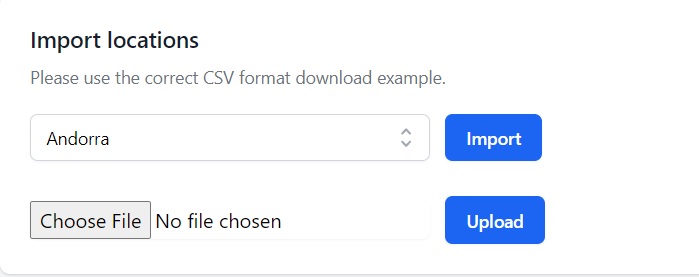 Import locations
Please use the correct CSV format download example.
Andorra Import
Choose File No file chosen Upload